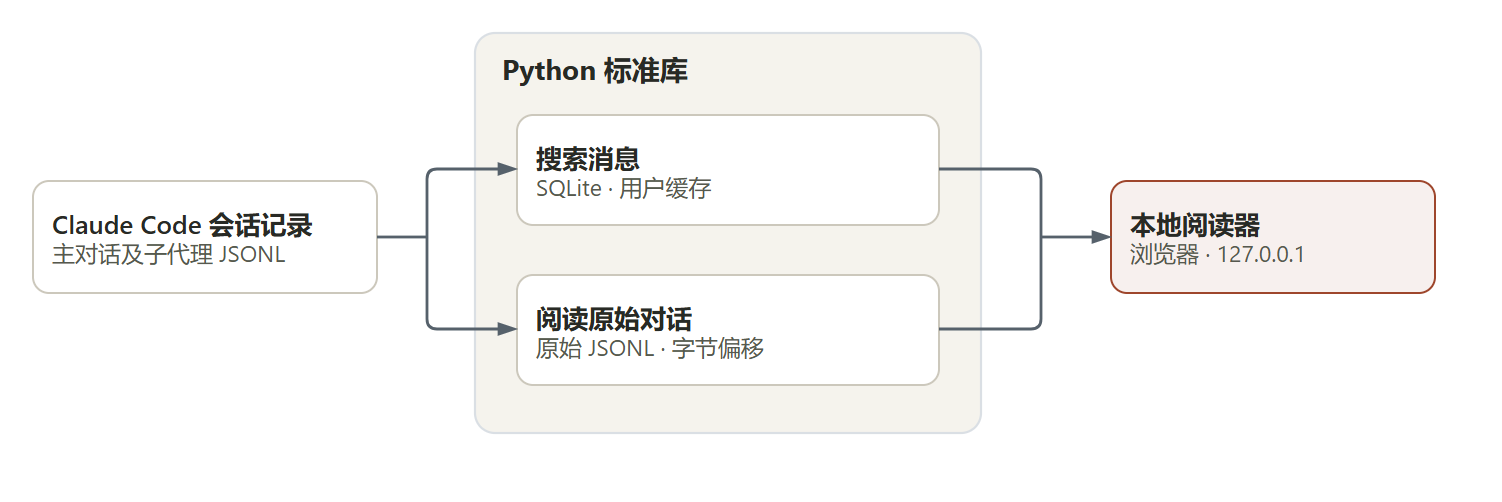 Python 标准库
Claude Code 会话记录
主对话及子代理 JSONL
搜索消息
SQLite · 用户缓存
阅读原始对话
原始 JSONL · 字节偏移
本地阅读器
浏览器 · 127.0.0.1